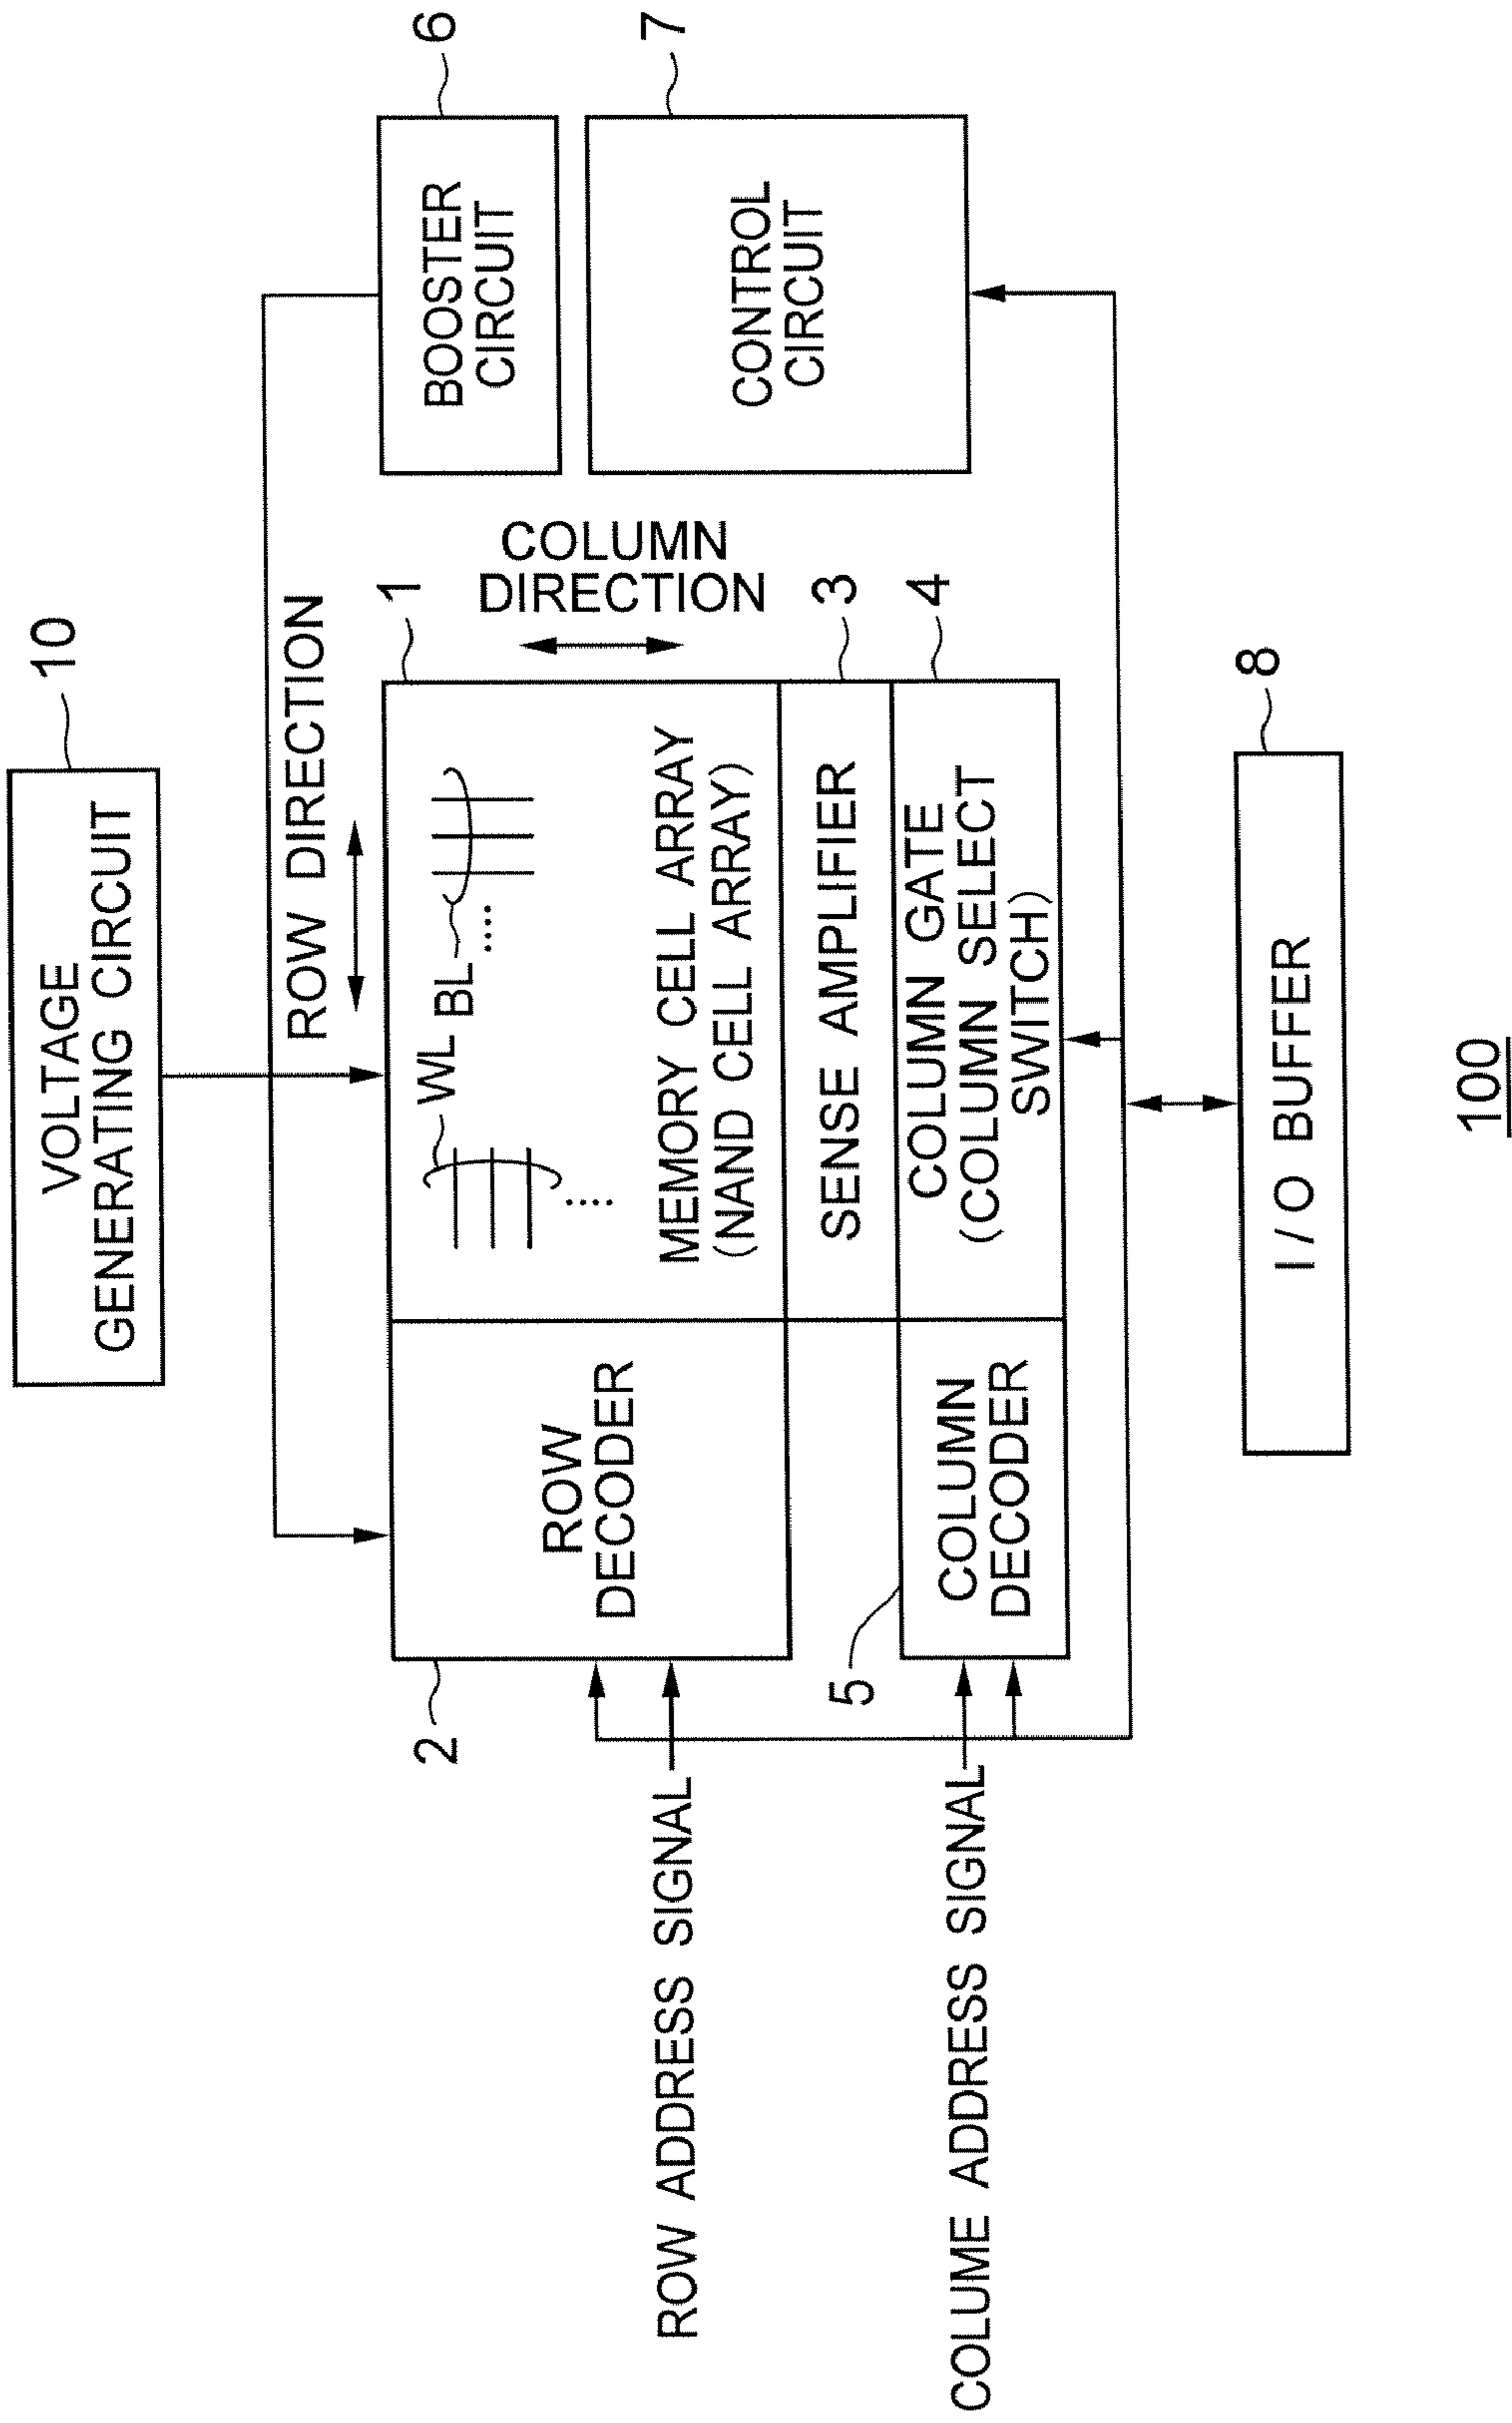 VOLTAGE
GENERATING CIRCUIT
10
ROW DIRECTION
BOOSTER
CIRCUIT
6
1
COLUMN
DIRECTION
WL
BL
....
....
MEMORY CELL ARRAY
(NAND CELL ARRAY)
ROW
DECODER
2
CONTROL
CIRCUIT
7
ROW ADDRESS SIGNAL
SENSE AMPLIFIER
3
5
COLUMN
DECODER
COLUMN GATE
(COLUMN SELECT
SWITCH)
4
COLUME ADDRESS SIGNAL
I / O BUFFER
8
100